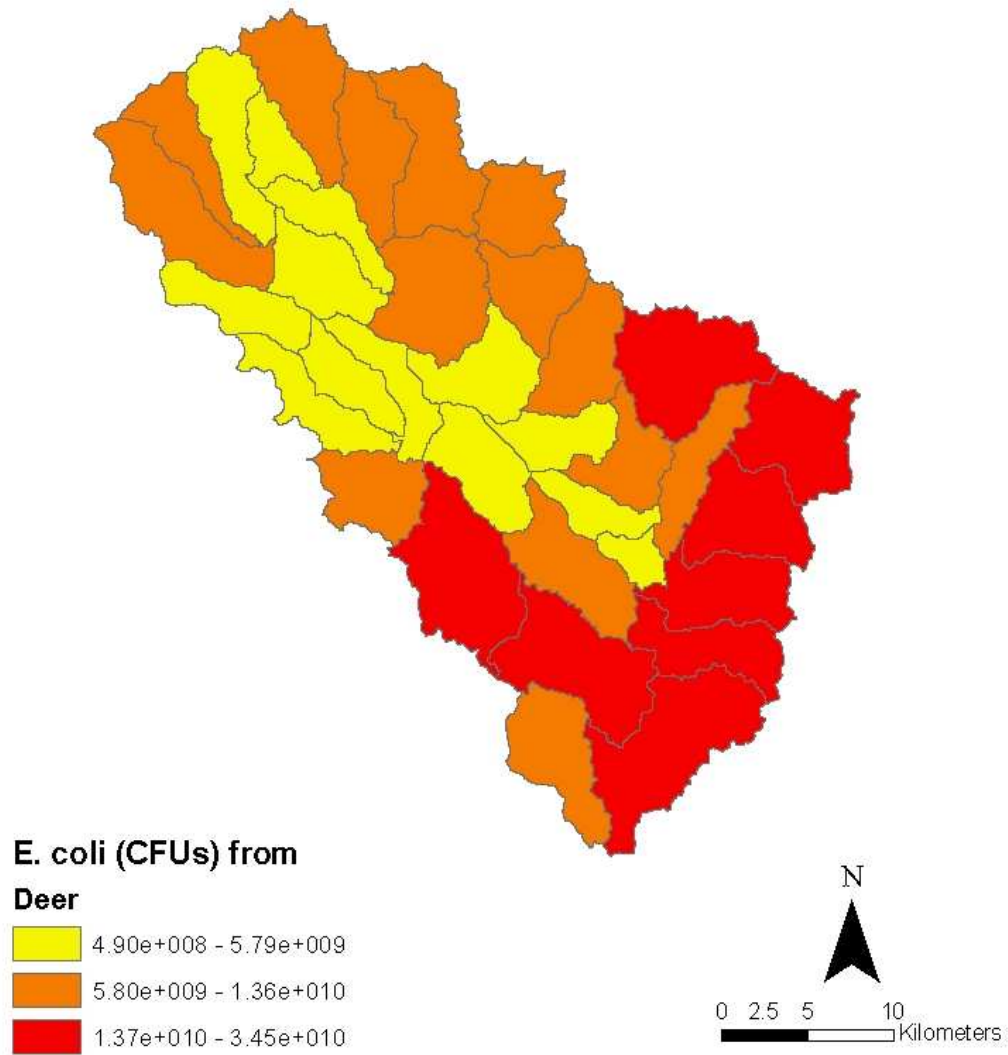 E. coli (CFUs) from
Deer
4.90e+008 - 5.79e+009
5.80e+009 - 1.36e+010
1.37e+010 - 3.45e+010
N
0 2.5 5 10
Kilometers